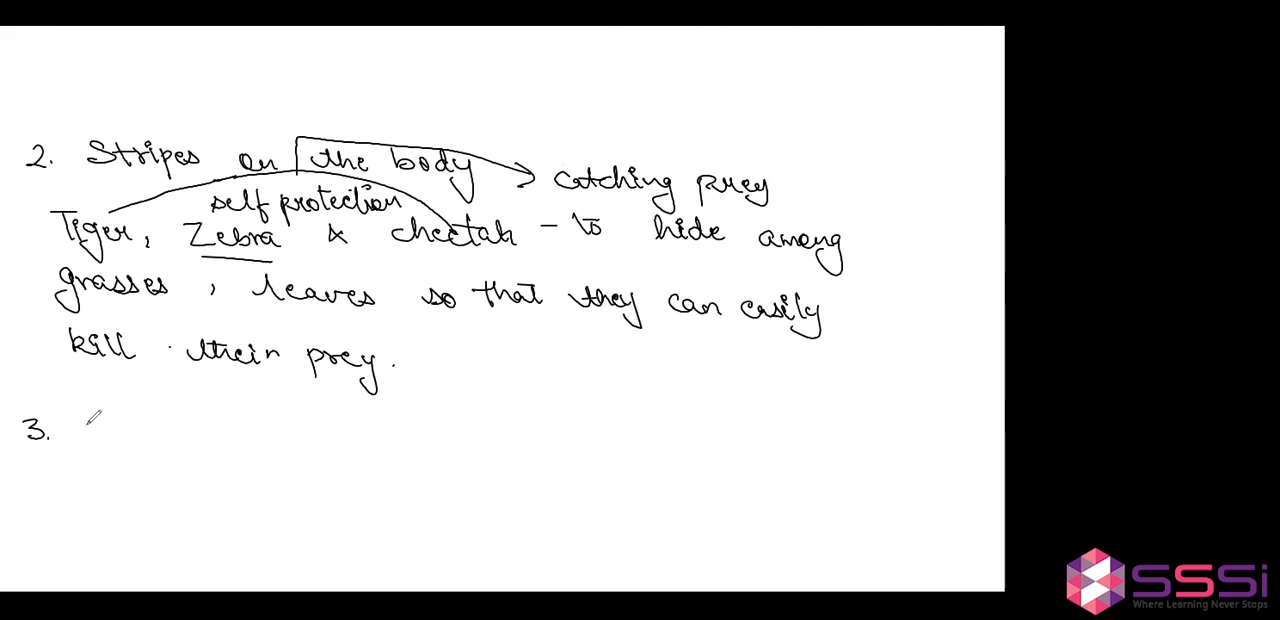 2. Stripes on the body → catching prey
self protection
Tiger, Zebra & cheetah - to hide among
grasses, leaves so that they can easily
kill their prey.
3.
SSSi
Where Learning Never Stops